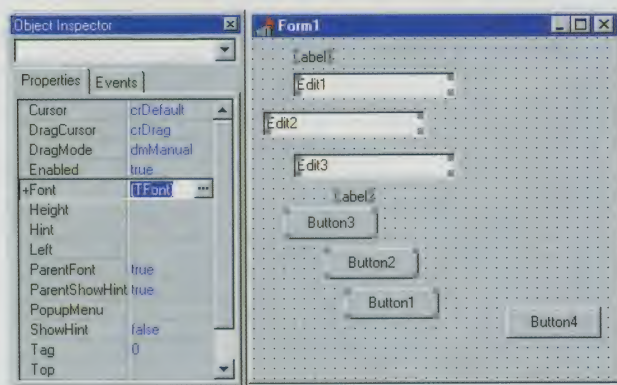 Object Inspector
Properties Events
Cursor crDefault
DragCursor crDrag
DragMode dmManual
Enabled true
+Font (TFont) ...
Height
Hint
Left
ParentFont true
ParentShowHint true
PopupMenu
ShowHint false
Tag 0
Top
Form1
Label1
Edit1
Edit2
Edit3
Label2
Button3
Button2
Button1
Button4